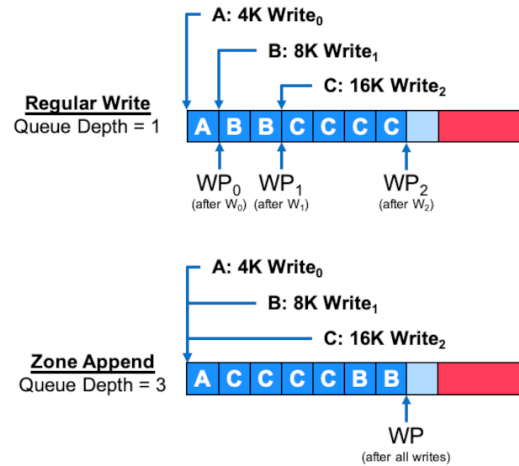 A: 4K Write₀
B: 8K Write₁
C: 16K Write₂
Regular Write
Queue Depth = 1
A B B C C C C
WP₀ WP₁ WP₂
(after W₀) (after W₁) (after W₂)
A: 4K Write₀
B: 8K Write₁
C: 16K Write₂
Zone Append
Queue Depth = 3
A C C C C B B
WP
(after all writes)